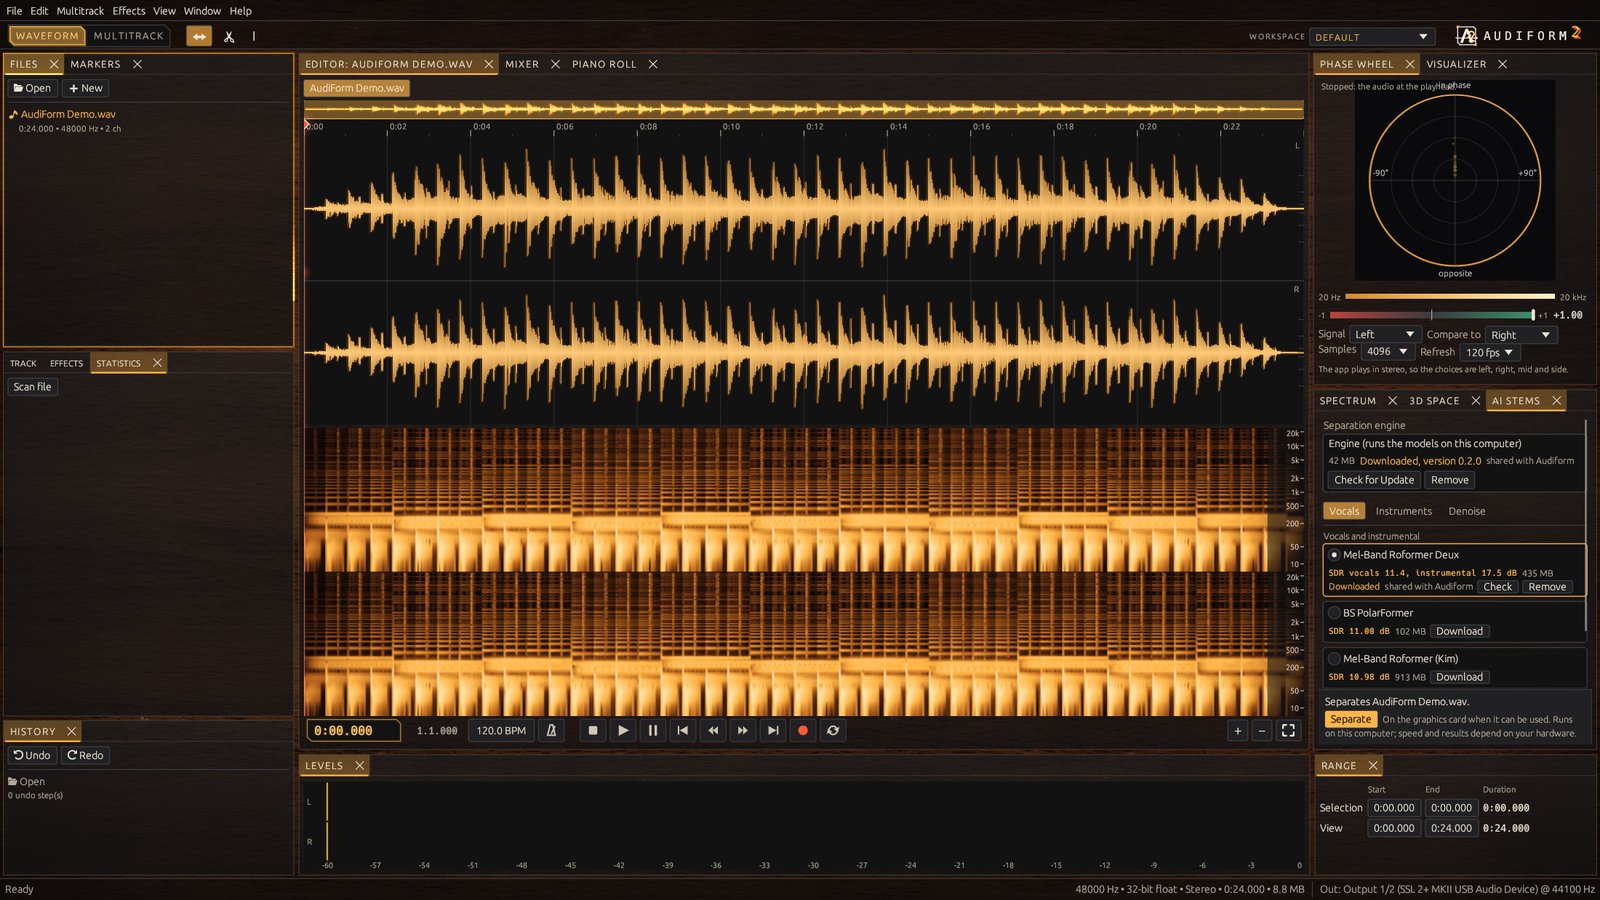 File Edit Multitrack Effects View Window Help
WAVEFORM MULTITRACK
WORKSPACE DEFAULT
AUDIFORM 2
FILES MARKERS
Open New
AudiForm Demo.wav
0:24.000 • 48000 Hz • 2 ch
TRACK EFFECTS STATISTICS
Scan file
HISTORY
Undo Redo
Open
0 undo step(s)
EDITOR: AUDIFORM DEMO.WAV MIXER PIANO ROLL
AudiForm Demo.wav
0:00 0:02 0:04 0:06 0:08 0:10 0:12 0:14 0:16 0:18 0:20 0:22
L
R
20k
10k
5k
2k
1k
500
200
50
10
20k
10k
5k
2k
1k
500
200
50
10
0:00.000 1.1.000 120.0 BPM
LEVELS
L
R
-60 -57 -54 -51 -48 -45 -42 -39 -36 -33 -30 -27 -24 -21 -18 -15 -12 -9 -6 -3 0
PHASE WHEEL VISUALIZER
Stopped: the audio at the playhead
in phase
-90° +90°
opposite
20 Hz 20 kHz
-1 +1 +1.00
Signal Left Compare to Right
Samples 4096 Refresh 120 fps
The app plays in stereo, so the choices are left, right, mid and side.
SPECTRUM 3D SPACE AI STEMS
Separation engine
Engine (runs the models on this computer)
42 MB Downloaded, version 0.2.0 shared with Audiform
Check for Update Remove
Vocals Instruments Denoise
Vocals and instrumental
Mel-Band Roformer Deux
SDR vocals 11.4, instrumental 17.5 dB 435 MB
Downloaded shared with Audiform Check Remove
BS PolarFormer
SDR 11.00 dB 102 MB Download
Mel-Band Roformer (Kim)
SDR 10.98 dB 913 MB Download
Separates AudiForm Demo.wav.
Separate On the graphics card when it can be used. Runs
on this computer; speed and results depend on your hardware.
RANGE
Start End Duration
Selection 0:00.000 0:00.000 0:00.000
View 0:00.000 0:24.000 0:24.000
Ready
48000 Hz • 32-bit float • Stereo • 0:24.000 • 8.8 MB
Out: Output 1/2 (SSL 2+ MKII USB Audio Device) @ 44100 Hz